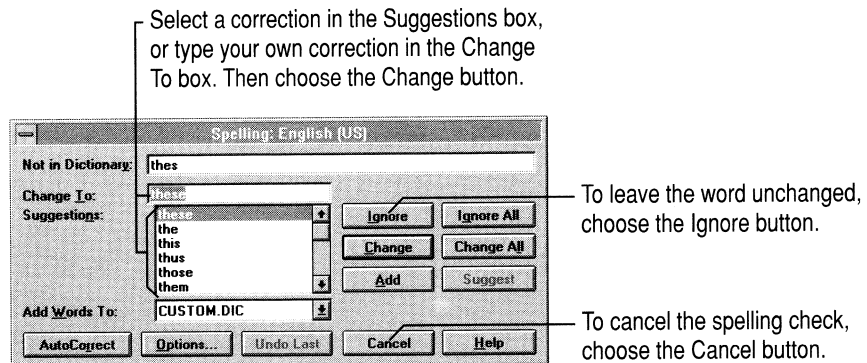 Select a correction in the Suggestions box,
or type your own correction in the Change
To box. Then choose the Change button.
Spelling: English (US)
Not in Dictionary: thes
Change To: these
Suggestions: these
the
this
thus
those
them
Ignore Ignore All
Change Change All
Add Suggest
Add Words To: CUSTOM.DIC
AutoCorrect Options... Undo Last Cancel Help
To leave the word unchanged,
choose the Ignore button.
To cancel the spelling check,
choose the Cancel button.